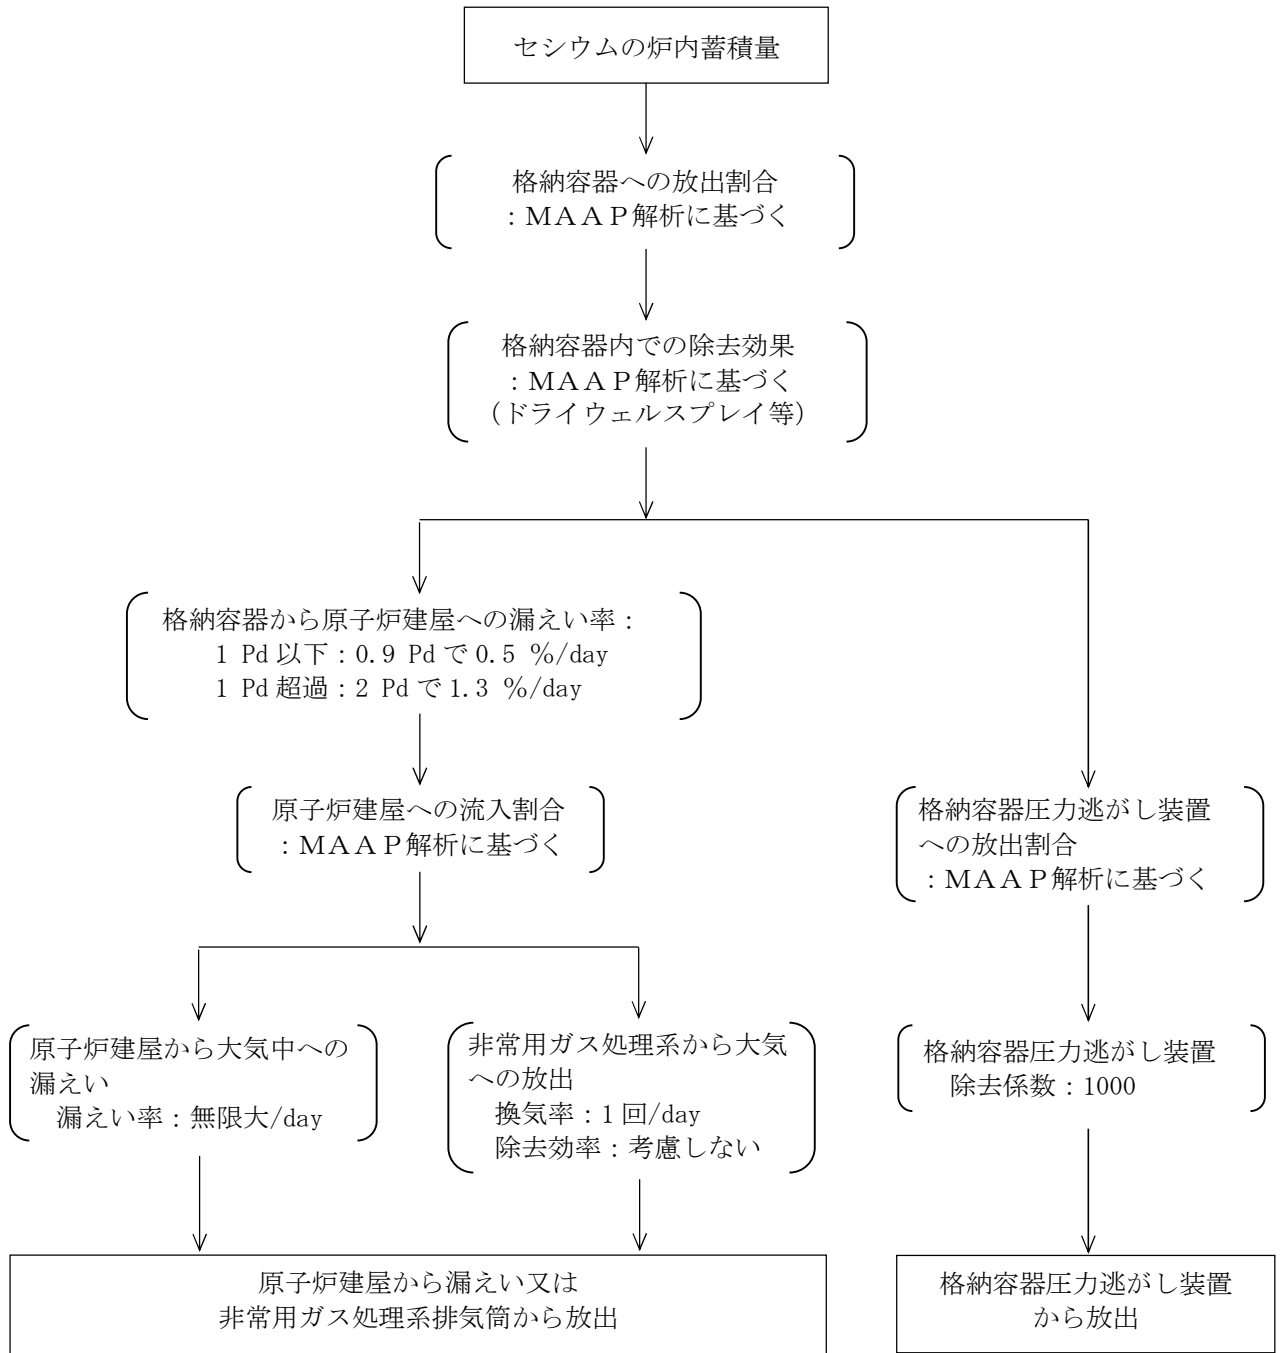 セシウムの炉内蓄積量
格納容器への放出割合
：ＭＡＡＰ解析に基づく
格納容器内での除去効果
：ＭＡＡＰ解析に基づく
（ドライウェルスプレイ等）
格納容器から原子炉建屋への漏えい率：
1 Pd 以下：0.9 Pd で 0.5 %/day
1 Pd 超過：2 Pd で 1.3 %/day
原子炉建屋への流入割合
：ＭＡＡＰ解析に基づく
格納容器圧力逃がし装置
への放出割合
：ＭＡＡＰ解析に基づく
原子炉建屋から大気中への
漏えい
漏えい率：無限大/day
非常用ガス処理系から大気
への放出
換気率：1 回/day
除去効率：考慮しない
格納容器圧力逃がし装置
除去係数：1000
原子炉建屋から漏えい又は
非常用ガス処理系排気筒から放出
格納容器圧力逃がし装置
から放出